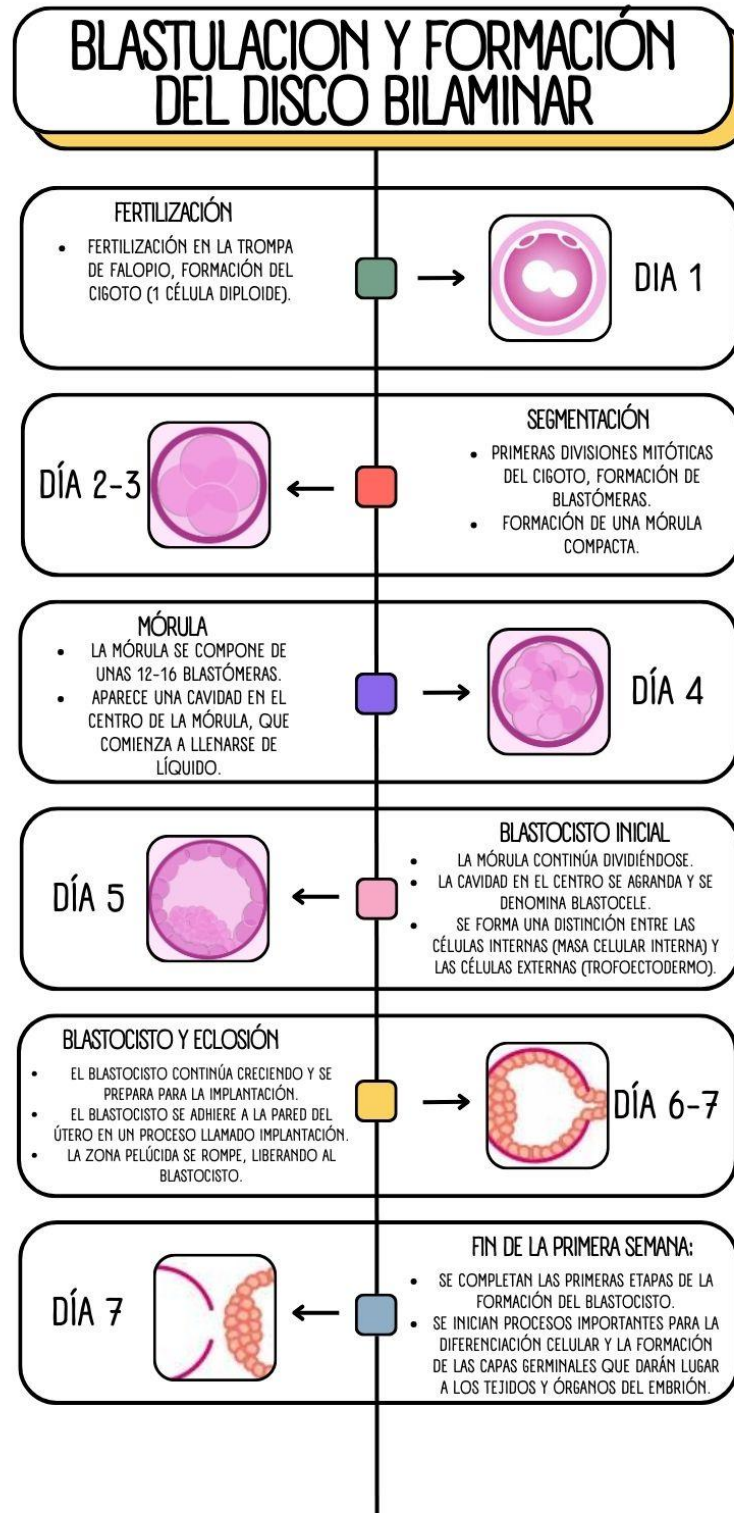 BLASTULACION Y FORMACIÓN
DEL DISCO BILAMINAR
FERTILIZACIÓN
• FERTILIZACIÓN EN LA TROMPA
DE FALOPIO, FORMACIÓN DEL
CIGOTO (1 CÉLULA DIPLOIDE).
DIA 1
DÍA 2-3
SEGMENTACIÓN
• PRIMERAS DIVISIONES MITÓTICAS
DEL CIGOTO, FORMACIÓN DE
BLASTÓMERAS.
• FORMACIÓN DE UNA MÓRULA
COMPACTA.
MÓRULA
• LA MÓRULA SE COMPONE DE
UNAS 12-16 BLASTÓMERAS.
• APARECE UNA CAVIDAD EN EL
CENTRO DE LA MÓRULA, QUE
COMIENZA A LLENARSE DE
LÍQUIDO.
DÍA 4
DÍA 5
BLASTOCISTO INICIAL
• LA MÓRULA CONTINÚA DIVIDIÉNDOSE.
• LA CAVIDAD EN EL CENTRO SE AGRANDA Y SE
DENOMINA BLASTOCELE.
• SE FORMA UNA DISTINCIÓN ENTRE LAS
CÉLULAS INTERNAS (MASA CELULAR INTERNA) Y
LAS CÉLULAS EXTERNAS (TROFOECTODERMO).
BLASTOCISTO Y ECLOSIÓN
• EL BLASTOCISTO CONTINÚA CRECIENDO Y SE
PREPARA PARA LA IMPLANTACIÓN.
• EL BLASTOCISTO SE ADHIERE A LA PARED DEL
ÚTERO EN UN PROCESO LLAMADO IMPLANTACIÓN.
• LA ZONA PELÚCIDA SE ROMPE, LIBERANDO AL
BLASTOCISTO.
DÍA 6-7
DÍA 7
FIN DE LA PRIMERA SEMANA:
• SE COMPLETAN LAS PRIMERAS ETAPAS DE LA
FORMACIÓN DEL BLASTOCISTO.
• SE INICIAN PROCESOS IMPORTANTES PARA LA
DIFERENCIACIÓN CELULAR Y LA FORMACIÓN
DE LAS CAPAS GERMINALES QUE DARÁN LUGAR
A LOS TEJIDOS Y ÓRGANOS DEL EMBRIÓN.